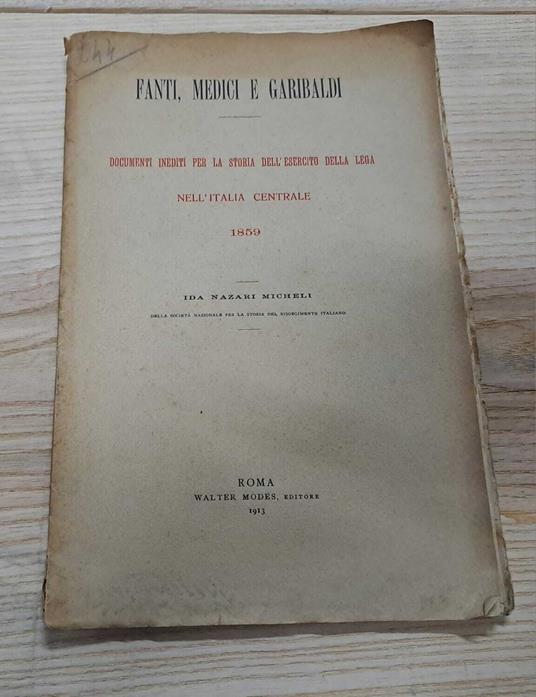 244
FANTI, MEDICI E GARIBALDI
DOCUMENTI INEDITI PER LA STORIA DELL'ESERCITO DELLA LEGA
NELL'ITALIA CENTRALE
1859
IDA NAZARI MICHELI
DELLA SOCIETÀ NAZIONALE PER LA STORIA DEL RISORGIMENTO ITALIANO
ROMA
WALTER MODES, EDITORE
1913